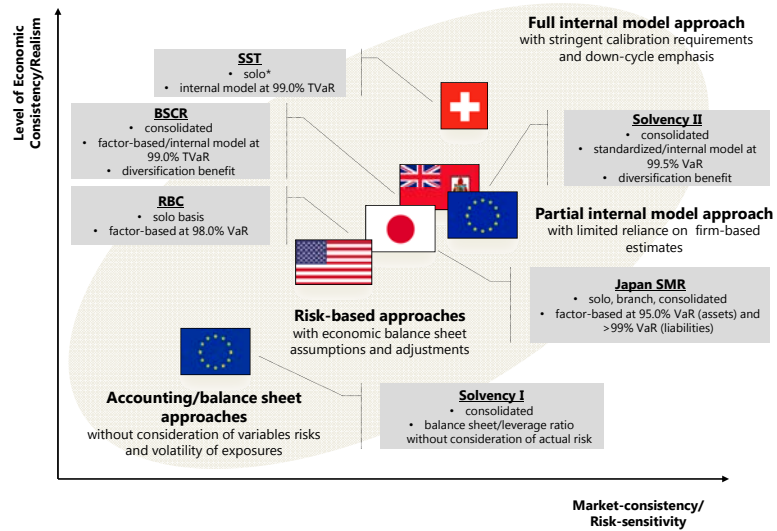 Level of Economic
Consistency/Realism
Full internal model approach
with stringent calibration requirements
and down-cycle emphasis
SST
• solo*
• internal model at 99.0% TVaR
BSCR
• consolidated
• factor-based/internal model at
99.0% TVaR
• diversification benefit
Solvency II
• consolidated
• standardized/internal model at
99.5% VaR
• diversification benefit
RBC
• solo basis
• factor-based at 98.0% VaR
Partial internal model approach
with limited reliance on firm-based
estimates
Japan SMR
• solo, branch, consolidated
• factor-based at 95.0% VaR (assets) and
>99% VaR (liabilities)
Risk-based approaches
with economic balance sheet
assumptions and adjustments
Accounting/balance sheet
approaches
without consideration of variables risks
and volatility of exposures
Solvency I
• consolidated
• balance sheet/leverage ratio
without consideration of actual risk
Market-consistency/
Risk-sensitivity